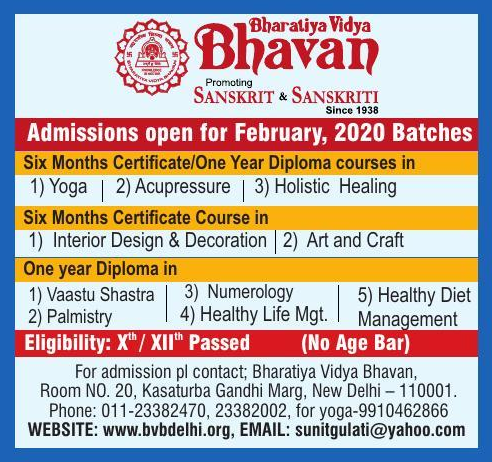 Bharatiya Vidya
Bhavan
Promoting
SANSKRIT & SANSKRITI
Since 1938
Admissions open for February, 2020 Batches
Six Months Certificate/One Year Diploma courses in
1) Yoga | 2) Acupressure | 3) Holistic Healing
Six Months Certificate Course in
1) Interior Design & Decoration | 2) Art and Craft
One year Diploma in
1) Vaastu Shastra
2) Palmistry
3) Numerology
4) Healthy Life Mgt.
5) Healthy Diet
Management
Eligibility: Xth / XIIth Passed (No Age Bar)
For admission pl contact; Bharatiya Vidya Bhavan,
Room NO. 20, Kasaturba Gandhi Marg, New Delhi – 110001.
Phone: 011-23382470, 23382002, for yoga-9910462866
WEBSITE: www.bvbdelhi.org, EMAIL: sunitgulati@yahoo.com